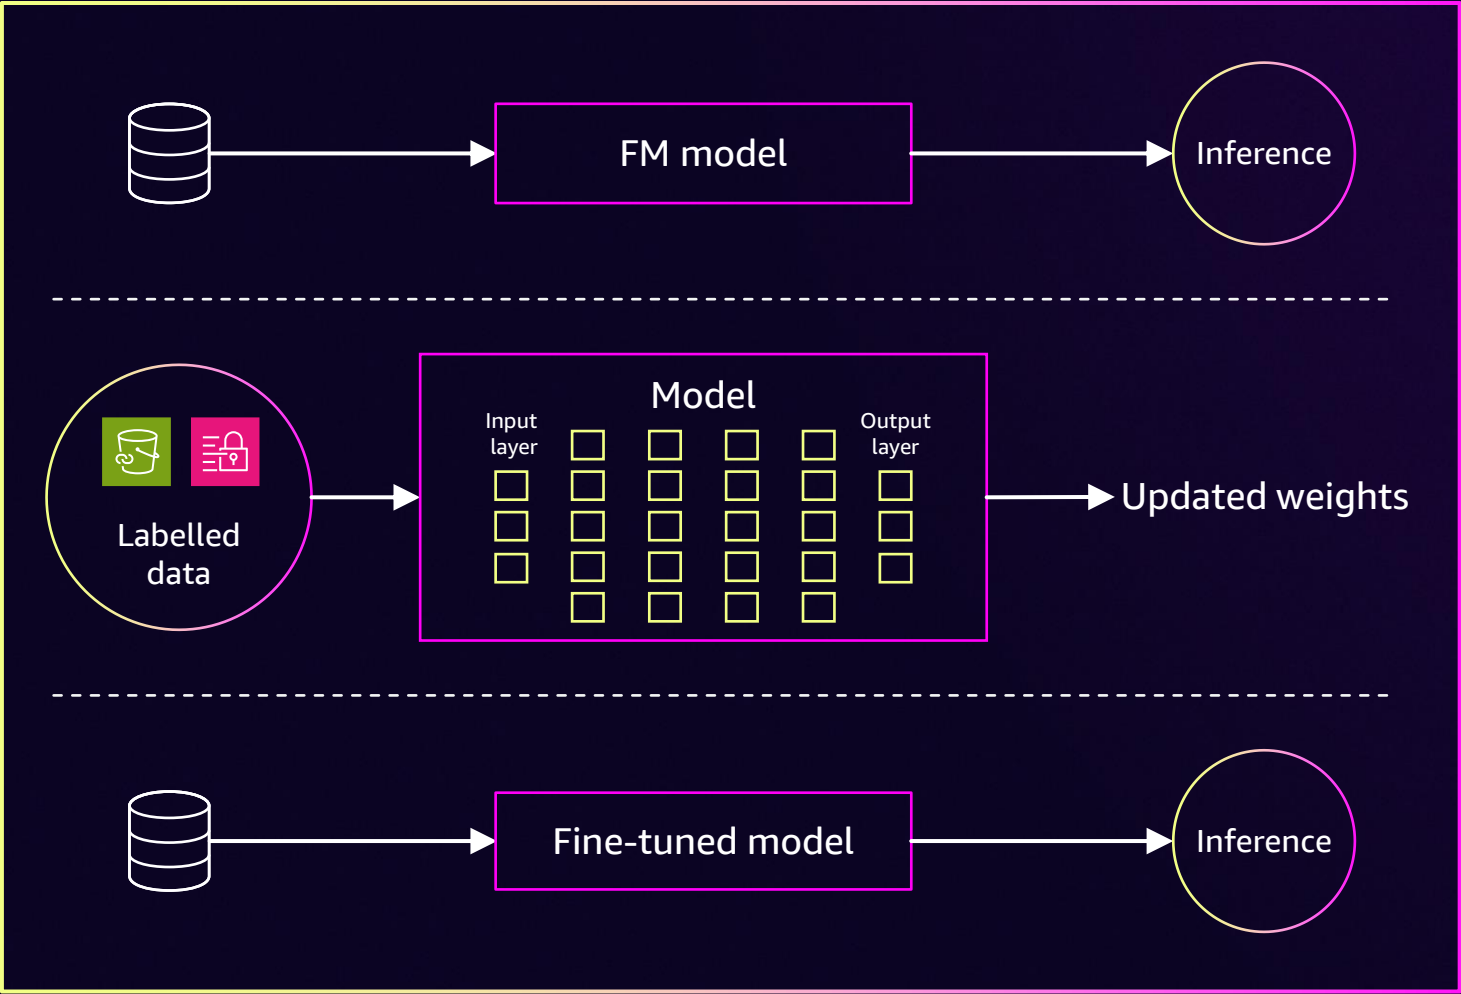 FM model
Inference
Labelled
data
Model
Input
layer
Output
layer
Updated weights
Fine-tuned model
Inference